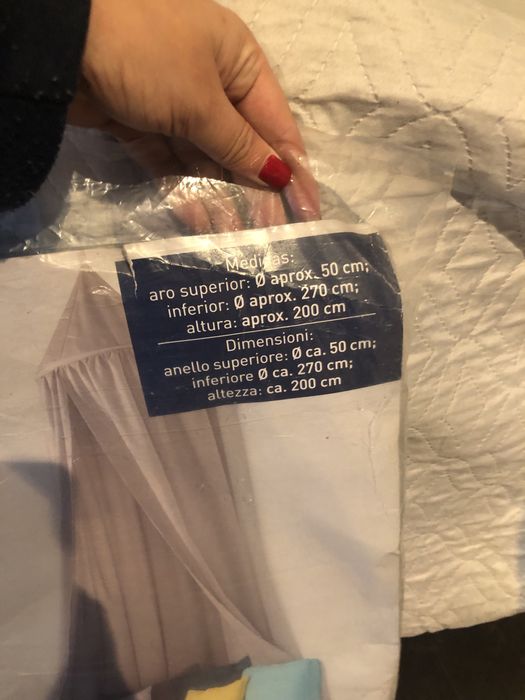 Medidas:
aro superior: Ø aprox. 50 cm;
inferior: Ø aprox. 270 cm;
altura: aprox. 200 cm
Dimensioni:
anello superiore: Ø ca. 50 cm;
inferiore Ø ca. 270 cm;
altezza: ca. 200 cm